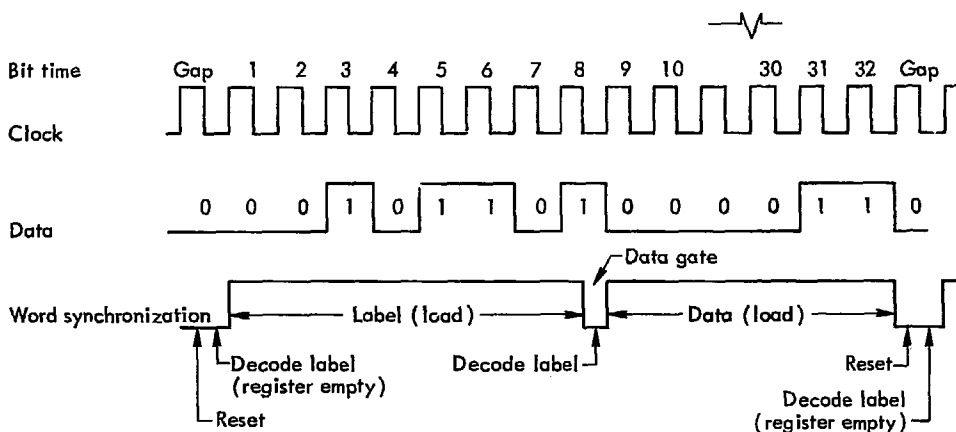 Bit time Gap 1 2 3 4 5 6 7 8 9 10 30 31 32 Gap
Clock
Data 0 0 0 1 0 1 1 0 1 0 0 0 0 1 1 0
Data gate
Word synchronization Label (load) Data (load)
Decode label
(register empty)
Decode label
Reset
Reset
Decode label
(register empty)